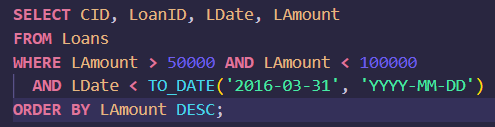 SELECT CID, LoanID, LDate, LAmount
FROM Loans
WHERE LAmount > 50000 AND LAmount < 100000
  AND LDate < TO_DATE('2016-03-31', 'YYYY-MM-DD')
ORDER BY LAmount DESC;